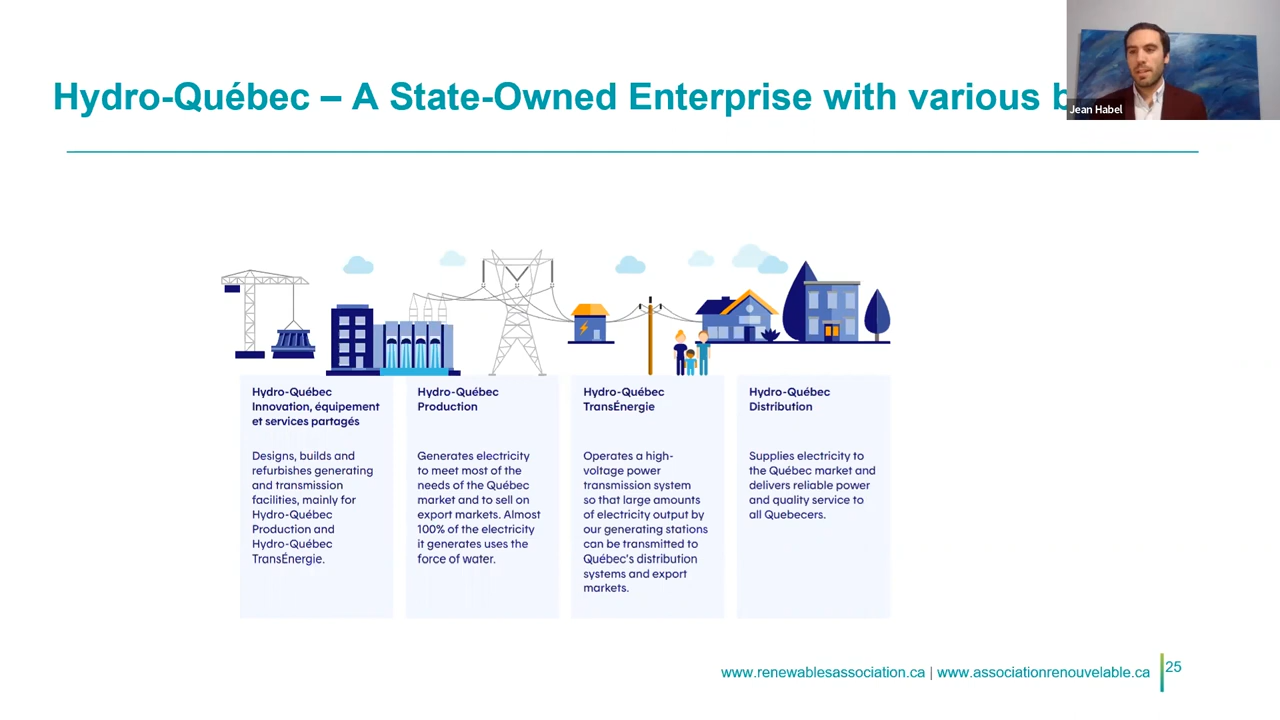 Hydro-Québec – A State-Owned Enterprise with various
Jean Habel
Hydro-Québec
Innovation, équipement
et services partagés
Designs, builds and
refurbishes generating
and transmission
facilities, mainly for
Hydro-Québec
Production and
Hydro-Québec
TransÉnergie.
Hydro-Québec
Production
Generates electricity
to meet most of the
needs of the Québec
market and to sell on
export markets. Almost
100% of the electricity
it generates uses the
force of water.
Hydro-Québec
TransÉnergie
Operates a high-
voltage power
transmission system
so that large amounts
of electricity output by
our generating stations
can be transmitted to
Québec's distribution
systems and export
markets.
Hydro-Québec
Distribution
Supplies electricity to
the Québec market and
delivers reliable power
and quality service to
all Quebecers.
www.renewablesassociation.ca | www.associationrenouvelable.ca
25